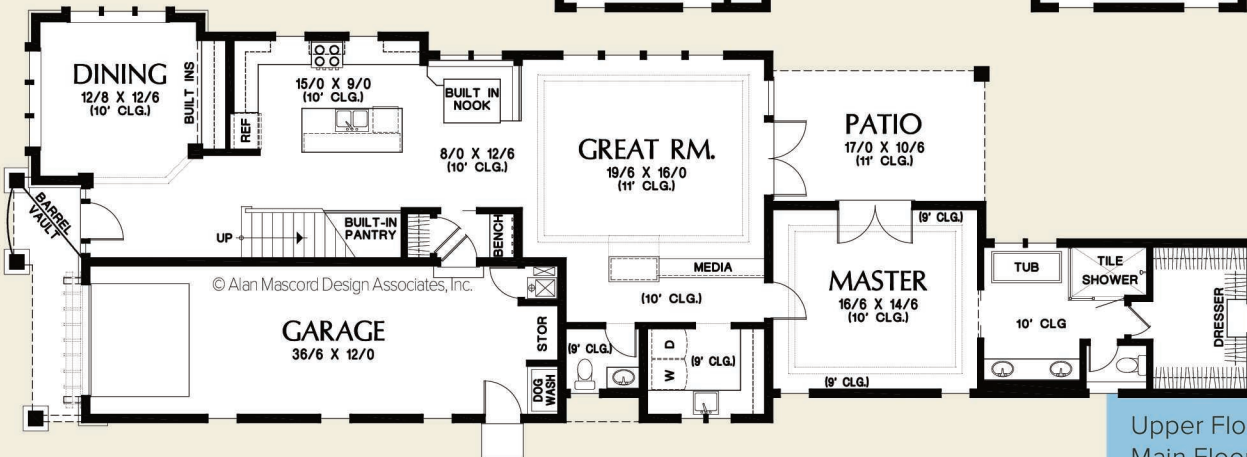 DINING
12/8 X 12/6
(10' CLG.)
BUILT INS
15/0 X 9/0
(10' CLG.)
REF
BUILT IN
NOOK
8/0 X 12/6
(10' CLG.)
GREAT RM.
19/6 X 16/0
(11' CLG.)
PATIO
17/0 X 10/6
(11' CLG.)
BARREL
VAULT
UP
BUILT-IN
PANTRY
BENCH
MEDIA
(10' CLG.)
(9' CLG.)
MASTER
16/6 X 14/6
(10' CLG.)
(9' CLG.)
TUB
TILE
SHOWER
10' CLG
DRESSER
© Alan Mascord Design Associates, Inc.
GARAGE
36/6 X 12/0
STOR
DOG
WASH
(9' CLG.)
W D
(9' CLG.)
Upper Flo
Main Floor